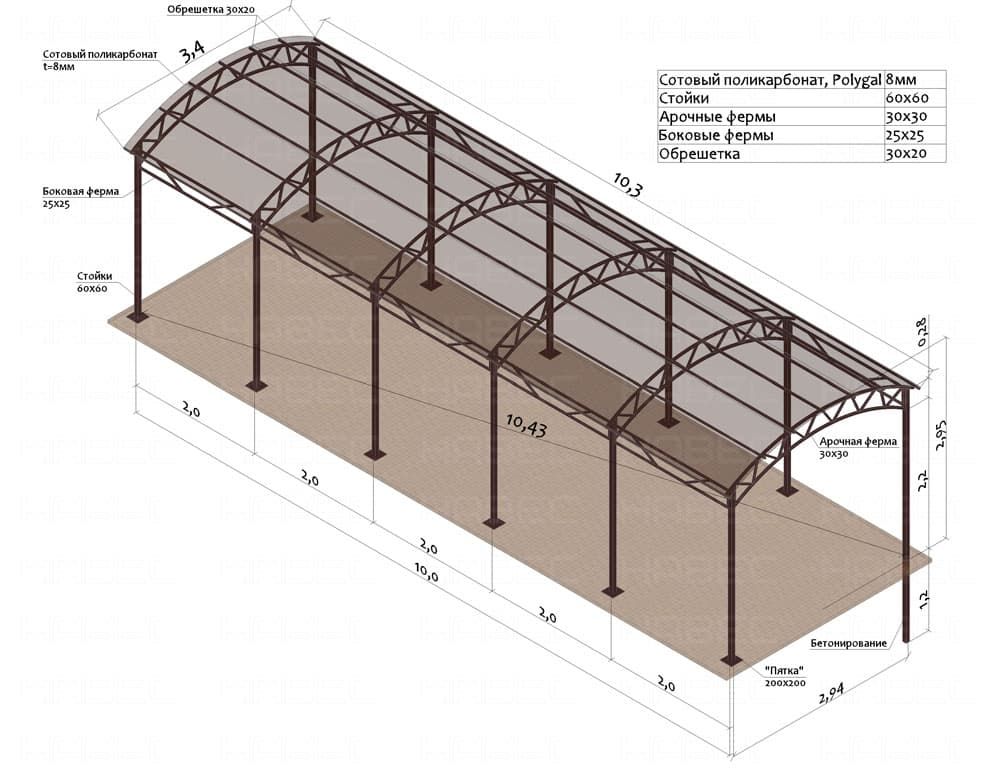 Обрешетка 30х20
3,4
Сотовый поликарбонат
t=8мм
Сотовый поликарбонат, Polygal 8мм
Стойки 60х60
Арочные фермы 30х30
Боковые фермы 25х25
Обрешетка 30х20
10,3
Боковая ферма
25х25
Стойки
60х60
0,28
2,95
2,2
Арочная ферма
30х30
10,43
2,0
2,0
2,0
10,0
2,0
2,0
1,2
Бетонирование
"Пятка"
200х200
2,94